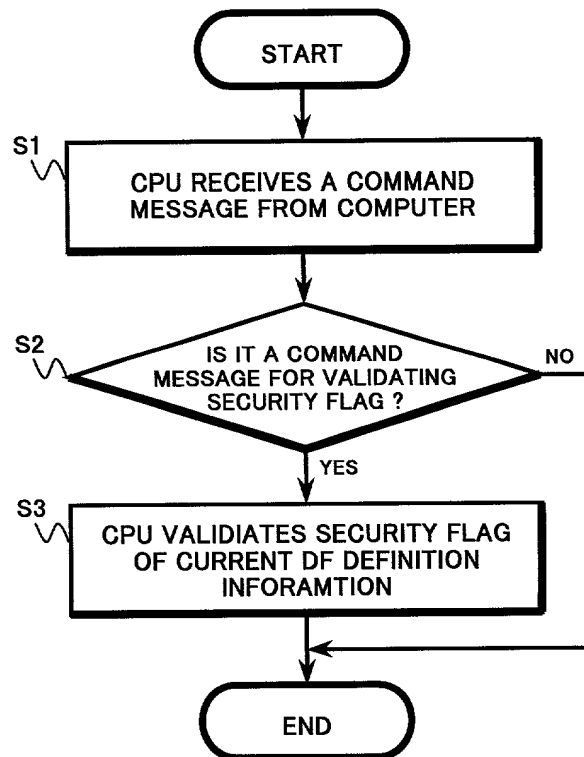 START
S1
CPU RECEIVES A COMMAND
MESSAGE FROM COMPUTER
S2
IS IT A COMMAND
MESSAGE FOR VALIDATING
SECURITY FLAG ?
NO
YES
S3
CPU VALIDIATES SECURITY FLAG
OF CURRENT DF DEFINITION
INFORAMTION
END